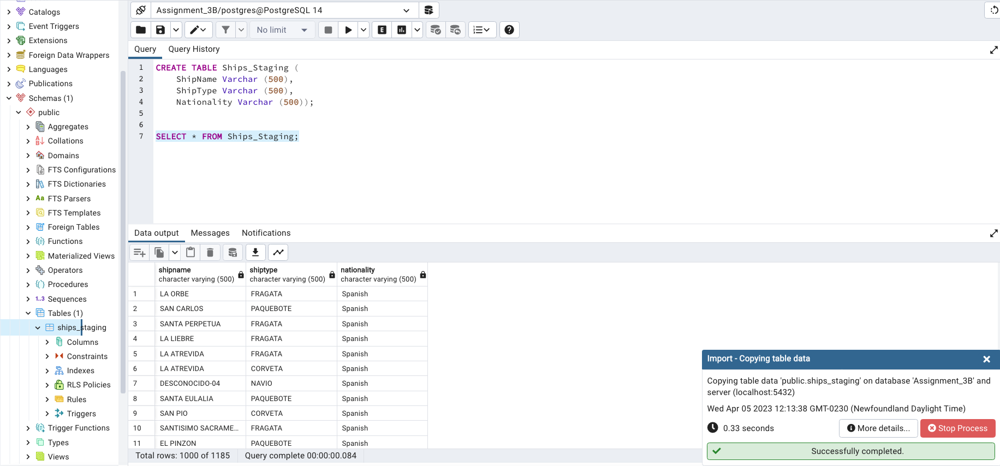 Catalogs
Event Triggers
Extensions
Foreign Data Wrappers
Languages
Publications
Schemas (1)
public
Aggregates
Collations
Domains
FTS Configurations
FTS Dictionaries
Aa FTS Parsers
FTS Templates
Foreign Tables
Functions
Materialized Views
Operators
Procedures
1..3 Sequences
Tables (1)
ships_staging
Columns
Constraints
Indexes
RLS Policies
Rules
Triggers
Trigger Functions
Types
Views
Assignment_3B/postgres@PostgreSQL 14
No limit
E
Query Query History
1 CREATE TABLE Ships_Staging (
2 ShipName Varchar (500),
3 ShipType Varchar (500),
4 Nationality Varchar (500));
5
6
7 SELECT * FROM Ships_Staging;
Data output Messages Notifications
shipname shiptype nationality
character varying (500) character varying (500) character varying (500)
1 LA ORBE FRAGATA Spanish
2 SAN CARLOS PAQUEBOTE Spanish
3 SANTA PERPETUA FRAGATA Spanish
4 LA LIEBRE FRAGATA Spanish
5 LA ATREVIDA FRAGATA Spanish
6 LA ATREVIDA CORVETA Spanish
7 DESCONOCIDO-04 NAVIO Spanish
8 SANTA EULALIA PAQUEBOTE Spanish
9 SAN PIO CORVETA Spanish
10 SANTISIMO SACRAME... FRAGATA Spanish
11 EL PINZON PAQUEBOTE Spanish
Total rows: 1000 of 1185 Query complete 00:00:00.084
Import - Copying table data
Copying table data 'public.ships_staging' on database 'Assignment_3B' and
server (localhost:5432)
Wed Apr 05 2023 12:13:38 GMT-0230 (Newfoundland Daylight Time)
0.33 seconds More details... Stop Process
Successfully completed.